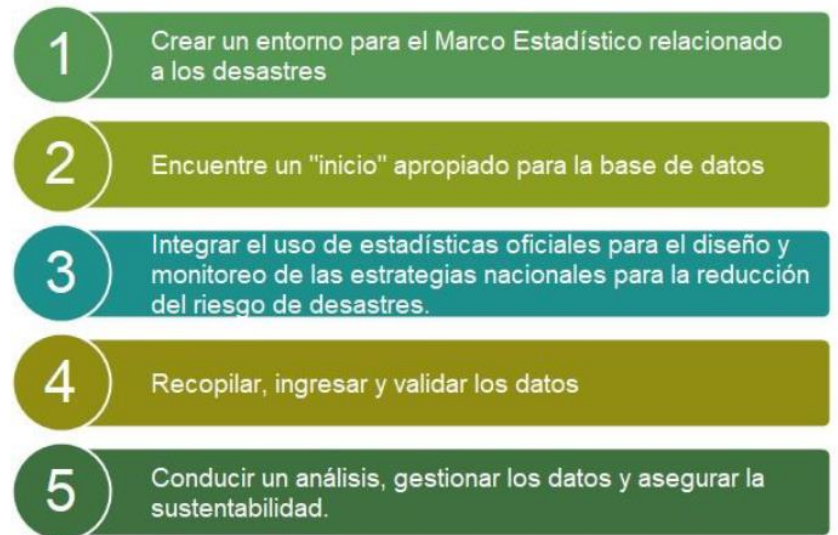 1
Crear un entorno para el Marco Estadístico relacionado
a los desastres
2
Encuentre un "inicio" apropiado para la base de datos
3
Integrar el uso de estadísticas oficiales para el diseño y
monitoreo de las estrategias nacionales para la reducción
del riesgo de desastres.
4
Recopilar, ingresar y validar los datos
5
Conducir un análisis, gestionar los datos y asegurar la
sustentabilidad.